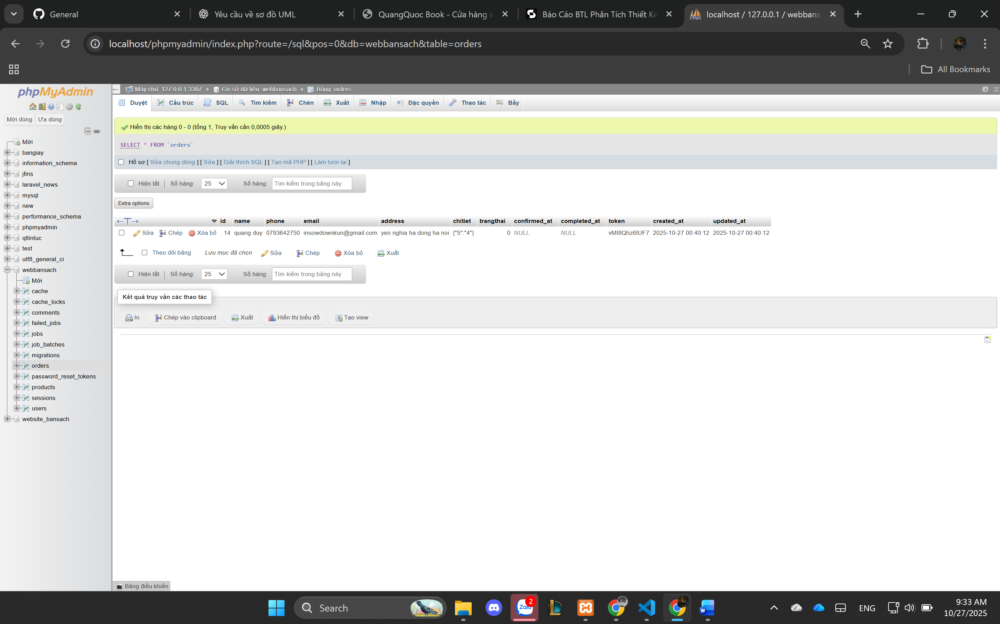 General
Yêu cầu về sơ đồ UML
QuangQuoc Book - Cửa hàng s
Báo Cáo BTL Phân Tích Thiết Kế
localhost / 127.0.0.1 / webbans
localhost/phpmyadmin/index.php?route=/sql&pos=0&db=webbansach&table=orders
All Bookmarks
phpMyAdmin
Mới dùng Ưa dùng
Mới
bangiay
information_schema
jfins
laravel_news
mysql
new
performance_schema
phpmyadmin
qltintuc
test
utf8_general_ci
webbansach
Mới
cache
cache_locks
comments
failed_jobs
jobs
job_batches
migrations
orders
password_reset_tokens
products
sessions
users
website_bansach
Máy chủ: 127.0.0.1:3307 » Cơ sở dữ liệu: webbansach » Bảng: orders
Duyệt Cấu trúc SQL Tìm kiếm Chèn Xuất Nhập Đặc quyền Thao tác Bẫy
Hiển thị các hàng 0 - 0 (tổng 1, Truy vấn cần 0,0005 giây.)
SELECT * FROM `orders`
Hồ sơ [ Sửa chung dòng ] [ Sửa ] [ Giải thích SQL ] [ Tạo mã PHP ] [ Làm tươi lại ]
Hiện tất | Số hàng: 25 Số hàng: Tìm kiếm trong bảng này
Extra options
id name phone email address chitiet trangthai confirmed_at completed_at token created_at updated_at
Sửa Chép Xóa bỏ 14 quang duy 0793642750 insowdownkun@gmail.com yen nghia ha dong ha noi {"5":"4"} 0 NULL NULL vMI8Qhz6IUF7 2025-10-27 00:40:12 2025-10-27 00:40:12
Theo dõi bảng Lưu mục đã chọn Sửa Chép Xóa bỏ Xuất
Hiện tất | Số hàng: 25 Số hàng: Tìm kiếm trong bảng này
Kết quả truy vấn các thao tác
In Chép vào clipboard Xuất Hiển thị biểu đồ Tạo view
Bảng điều khiển
Search
Zalo 2
ENG
9:33 AM
10/27/2025